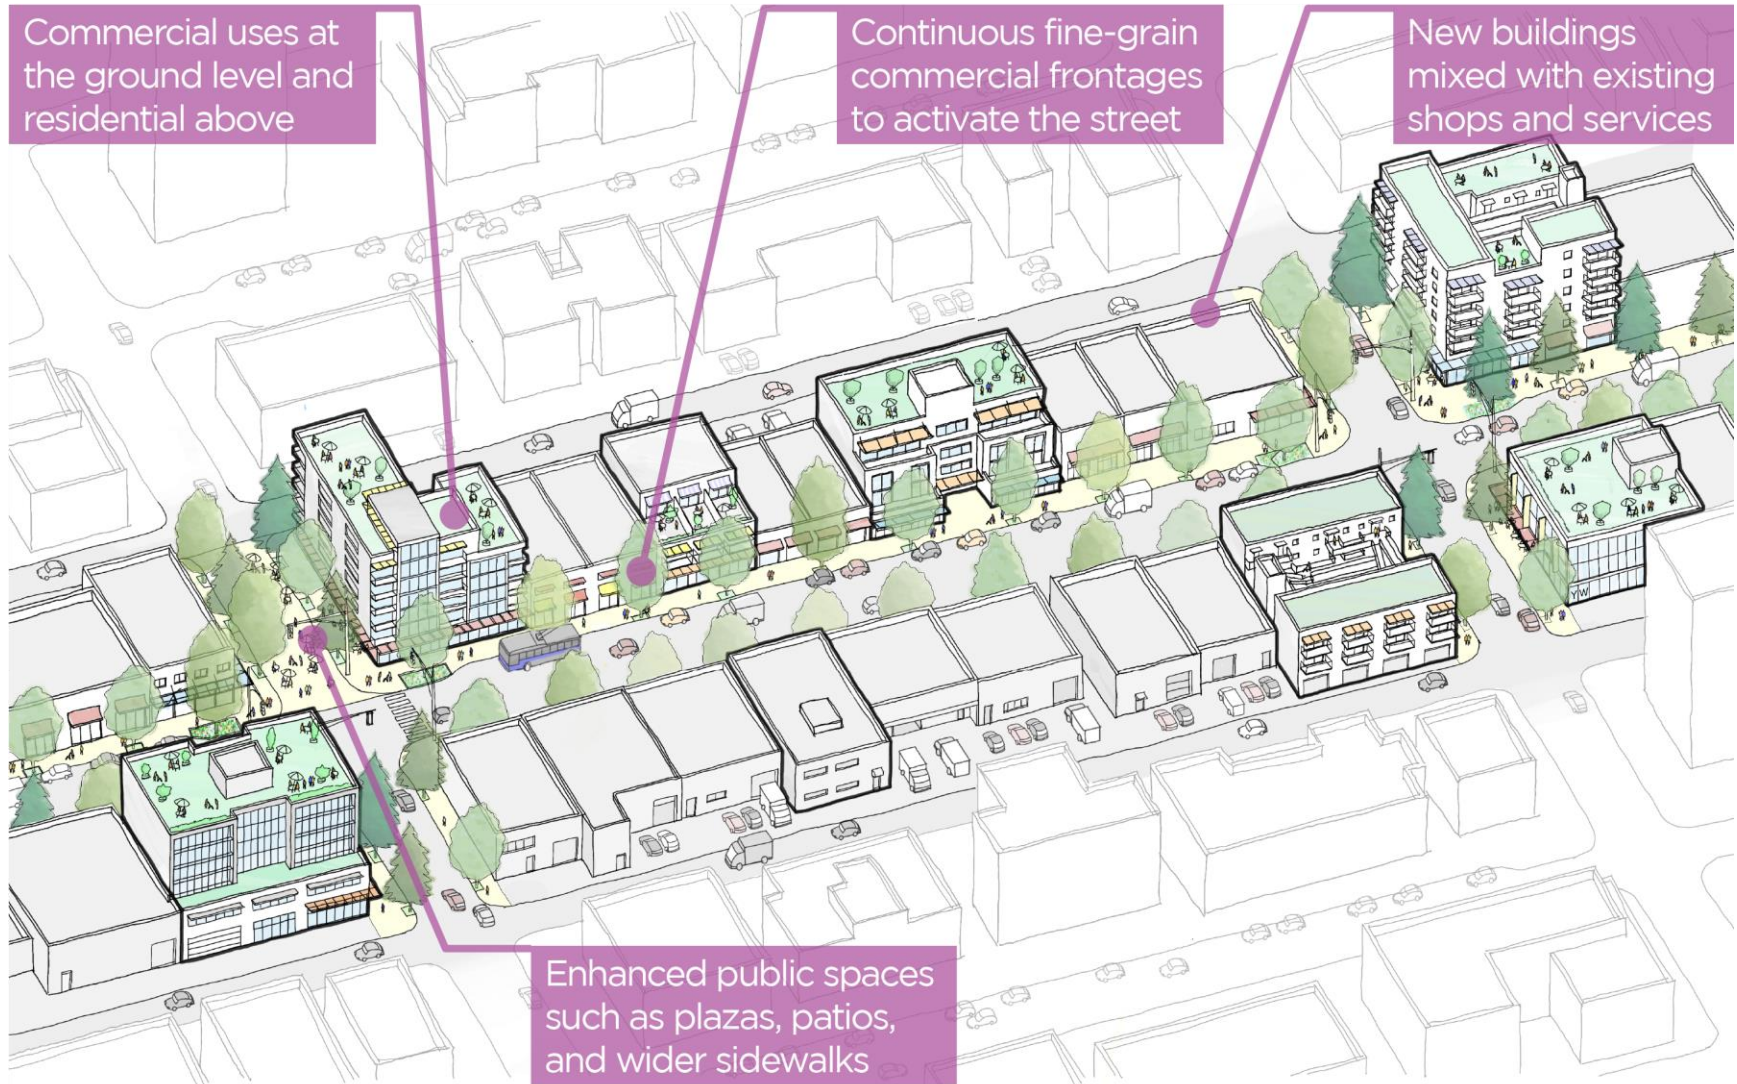 Commercial uses at
the ground level and
residential above
Continuous fine-grain
commercial frontages
to activate the street
New buildings
mixed with existing
shops and services
YW
Enhanced public spaces
such as plazas, patios,
and wider sidewalks